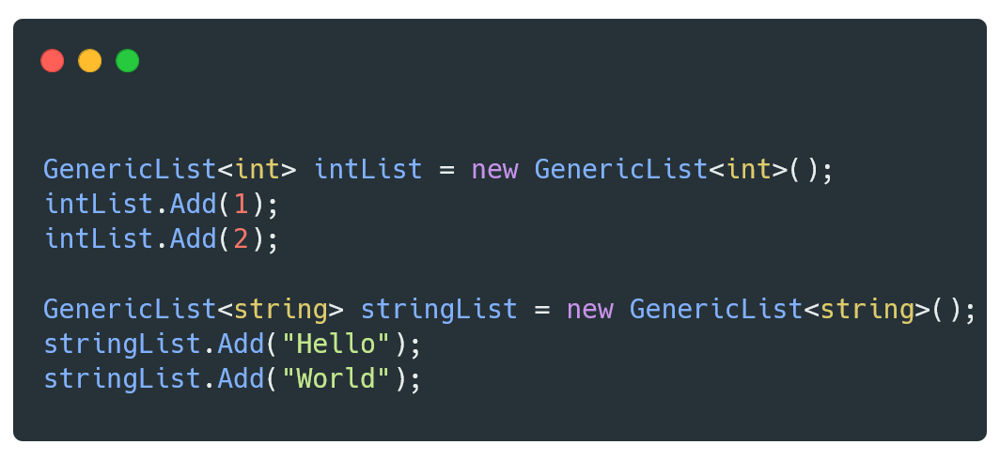 GenericList<int> intList = new GenericList<int>();
intList.Add(1);
intList.Add(2);
GenericList<string> stringList = new GenericList<string>();
stringList.Add("Hello");
stringList.Add("World");